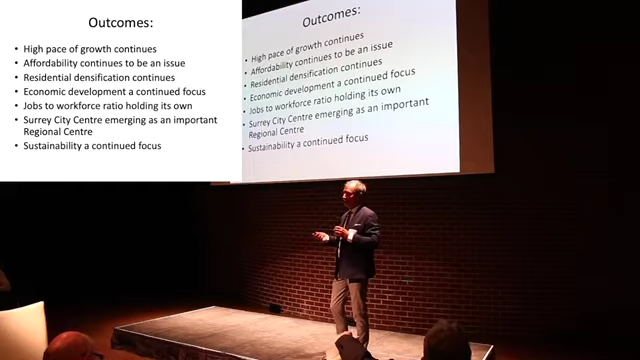 Outcomes:
• High pace of growth continues
• Affordability continues to be an issue
• Residential densification continues
• Economic development a continued focus
• Jobs to workforce ratio holding its own
• Surrey City Centre emerging as an important
Regional Centre
• Sustainability a continued focus
Outcomes:
• High pace of growth continues
• Affordability continues to be an issue
• Residential densification continues
• Economic development a continued focus
• Jobs to workforce ratio holding its own
• Surrey City Centre emerging as an important
Regional Centre
• Sustainability a continued focus